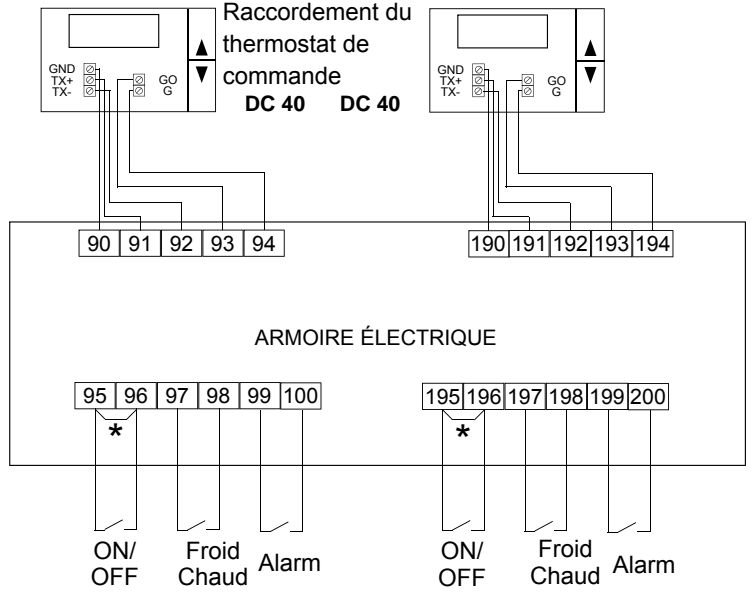 Raccordement du
thermostat de
commande
DC 40 DC 40
GND
TX+
TX-
GO
G
GND
TX+
TX-
GO
G
90 91 92 93 94
190 191 192 193 194
ARMOIRE ÉLECTRIQUE
95 96 97 98 99 100
195 196 197 198 199 200
*
*
ON/
OFF
Froid
Chaud
Alarm
ON/
OFF
Froid
Chaud
Alarm